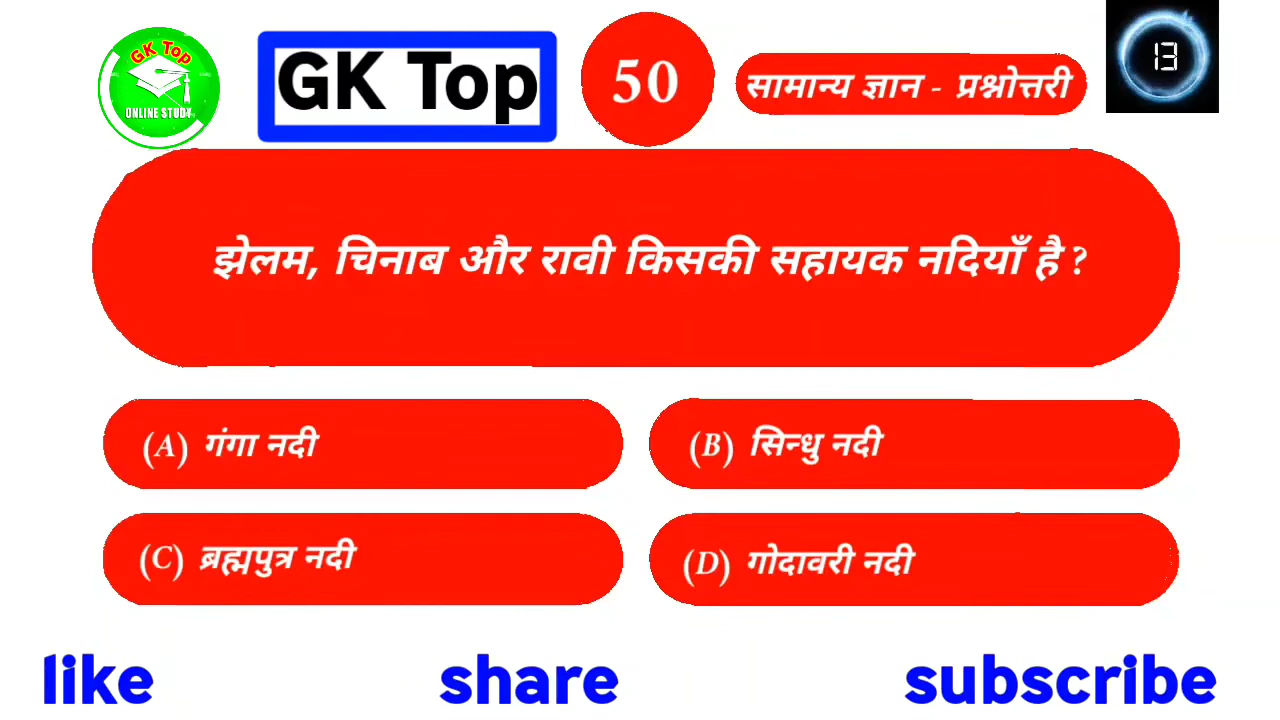 GK Top
ONLINE STUDY
GK Top
50
सामान्य ज्ञान - प्रश्नोत्तरी
13
झेलम, चिनाब और रावी किसकी सहायक नदियाँ है ?
(A) गंगा नदी
(B) सिन्धु नदी
(C) ब्रह्मपुत्र नदी
(D) गोदावरी नदी
like share subscribe